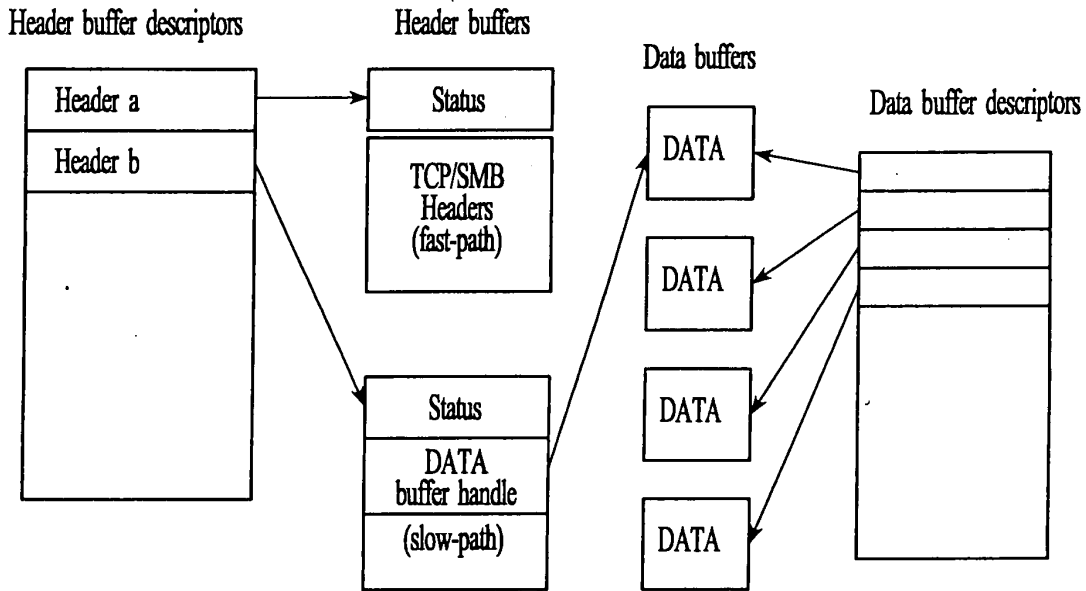 Header buffer descriptors
Header buffers
Data buffers
Data buffer descriptors
Header a
Header b
Status
TCP/SMB
Headers
(fast-path)
Status
DATA
buffer handle
(slow-path)
DATA
DATA
DATA
DATA